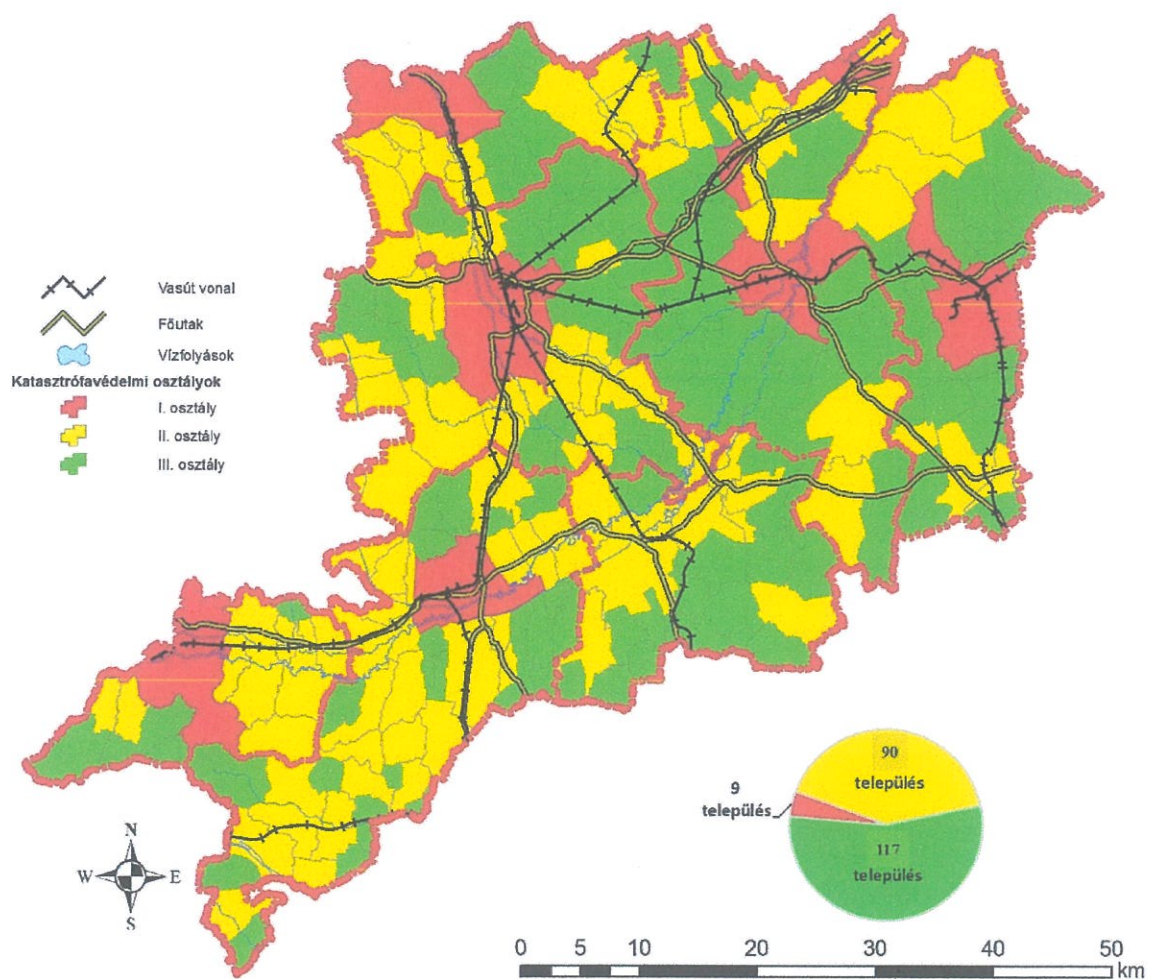 Vasút vonal
Főutak
Vízfolyások
Katasztrófavédelmi osztályok
I. osztály
II. osztály
III. osztály
90
település
9
település
117
település
N
W E
S
0 10 20 30 40 50
km